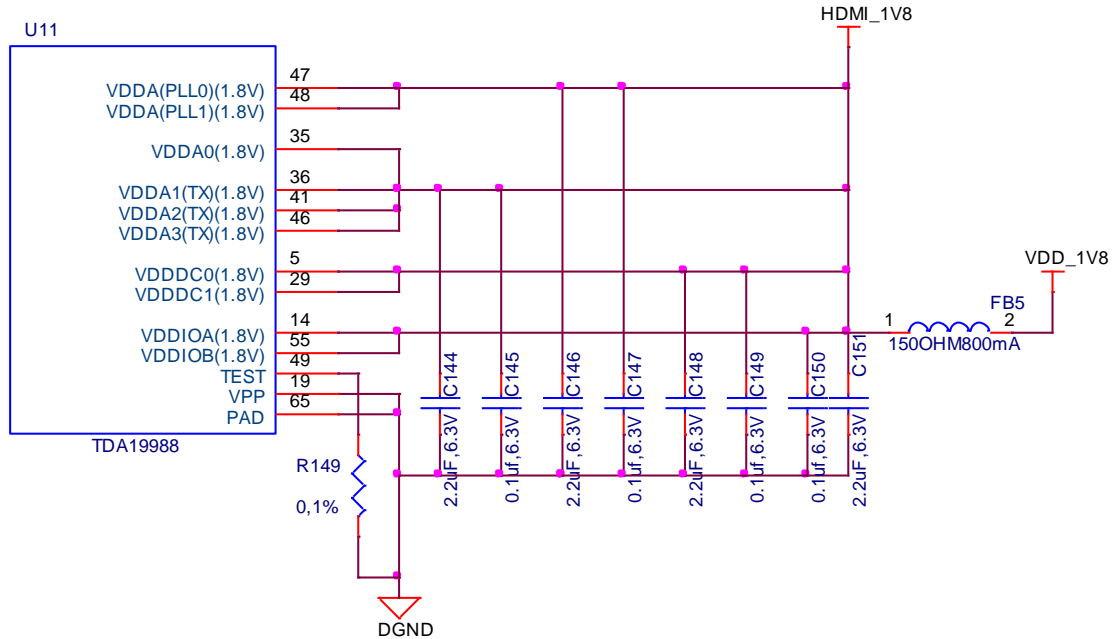 HDMI_1V8
U11
47
VDDA(PLL0)(1.8V)
48
VDDA(PLL1)(1.8V)
35
VDDA0(1.8V)
36
VDDA1(TX)(1.8V)
41
VDDA2(TX)(1.8V)
46
VDDA3(TX)(1.8V)
5
VDDDC0(1.8V)
29
VDDDC1(1.8V)
14
VDDIOA(1.8V)
55
VDDIOB(1.8V)
49
TEST
19
VPP
65
PAD
TDA19988
VDD_1V8
FB5
1
2
150OHM800mA
C144
2.2uF,6.3V
C145
0.1uf,6.3V
C146
2.2uF,6.3V
C147
0.1uf,6.3V
C148
2.2uF,6.3V
C149
0.1uf,6.3V
C150
0.1uf,6.3V
C151
2.2uF,6.3V
R149
0,1%
DGND